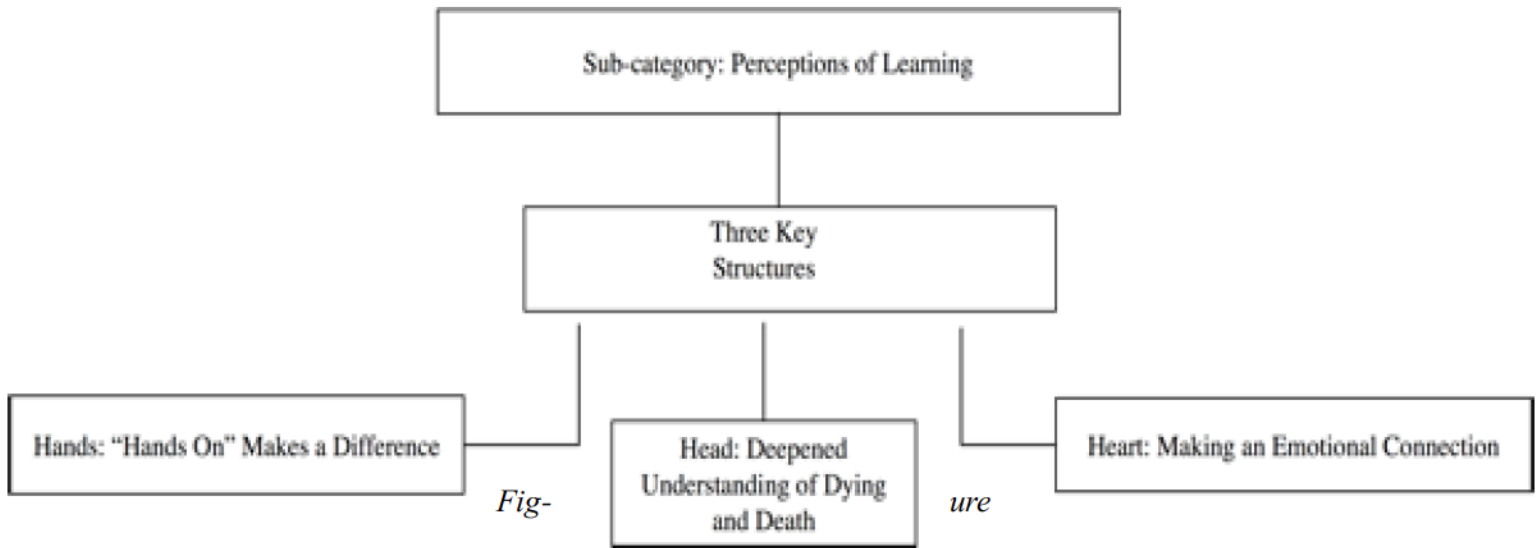 Sub-category: Perceptions of Learning
Three Key
Structures
Hands: “Hands On” Makes a Difference
Head: Deepened
Understanding of Dying
and Death
Heart: Making an Emotional Connection
Fig-
ure